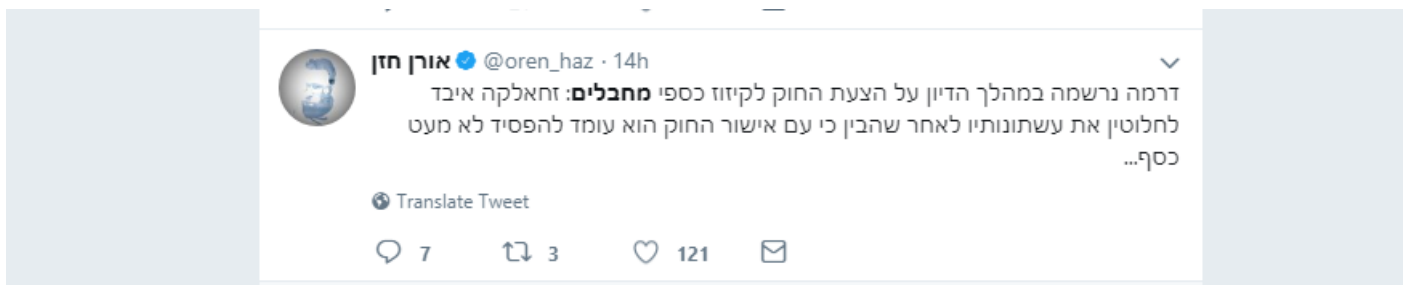 אורן חזן @oren_haz · 14h
דרמה נרשמה במהלך הדיון על הצעת החוק לקיזוז כספי מחבלים: זחאלקה איבד
לחלוטין את עשתונותיו לאחר שהבין כי עם אישור החוק הוא עומד להפסיד לא מעט
כסף...
Translate Tweet
7 3 121